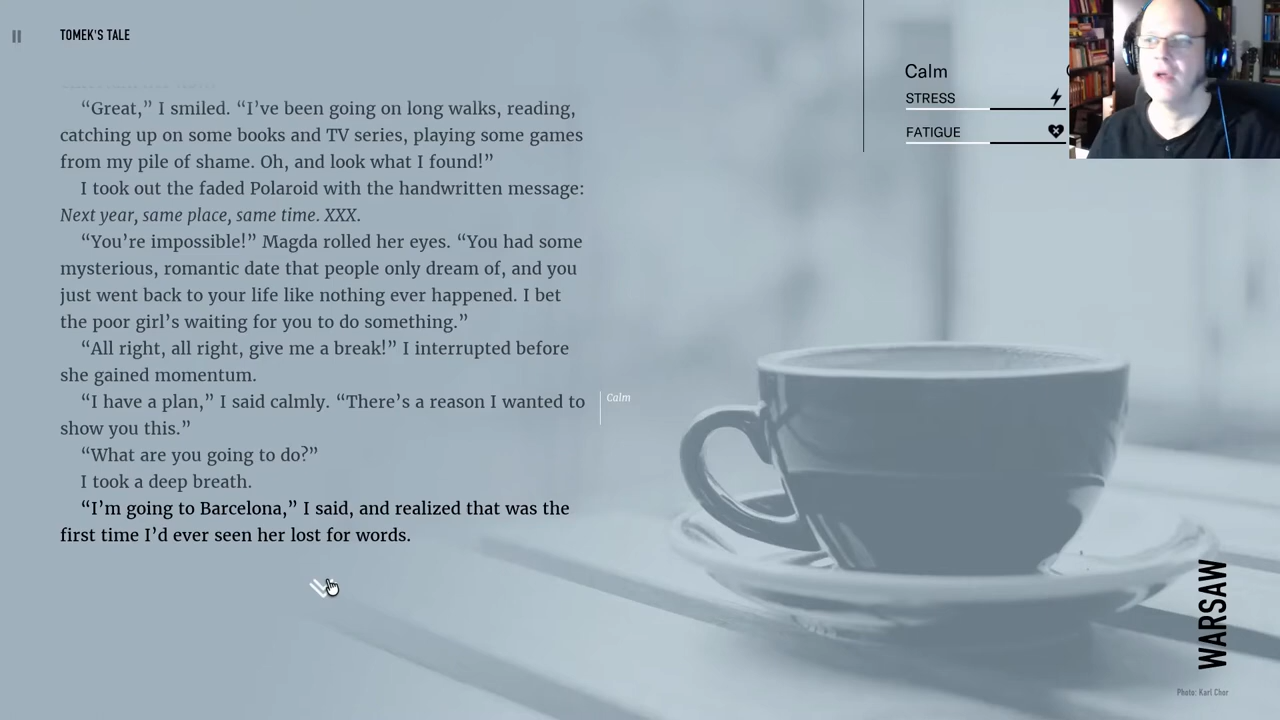 TOMEK'S TALE
“Great,” I smiled. “I’ve been going on long walks, reading,
catching up on some books and TV series, playing some games
from my pile of shame. Oh, and look what I found!”
I took out the faded Polaroid with the handwritten message:
Next year, same place, same time. XXX.
“You’re impossible!” Magda rolled her eyes. “You had some
mysterious, romantic date that people only dream of, and you
just went back to your life like nothing ever happened. I bet
the poor girl’s waiting for you to do something.”
“All right, all right, give me a break!” I interrupted before
she gained momentum.
“I have a plan,” I said calmly. “There’s a reason I wanted to
show you this.”
“What are you going to do?”
I took a deep breath.
“I’m going to Barcelona,” I said, and realized that was the
first time I’d ever seen her lost for words.
Calm
Calm
STRESS
FATIGUE
WARSAW
Photo: Karl Chor